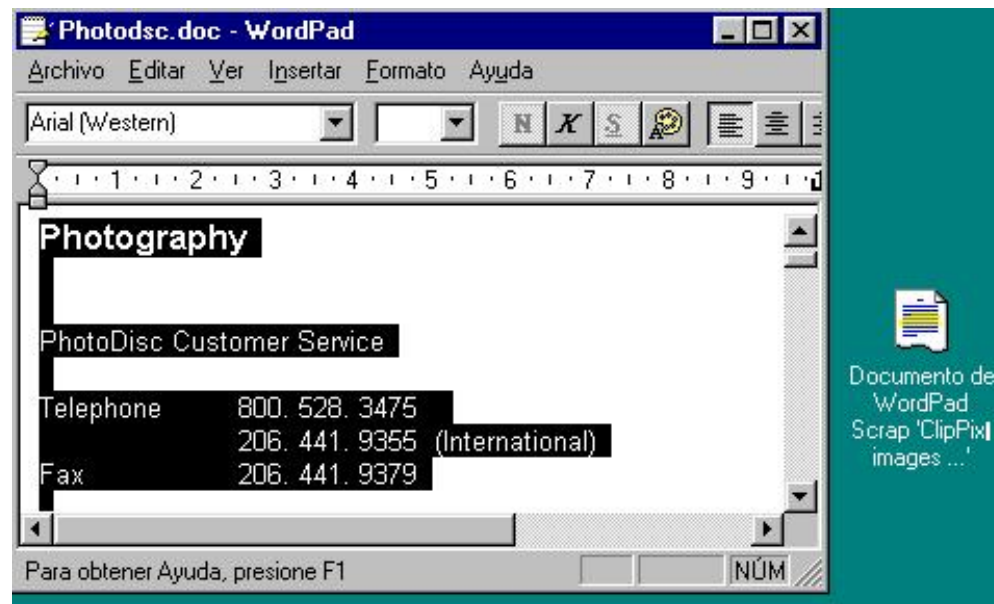 Photodsc.doc - WordPad
Archivo Editar Ver Insertar Formato Ayuda
Arial (Western)
N K S A
1 2 3 4 5 6 7 8 9
Photography
PhotoDisc Customer Service
Telephone 800. 528. 3475
206. 441. 9355 (International)
Fax 206. 441. 9379
Para obtener Ayuda, presione F1 NÚM
Documento de
WordPad
Scrap 'ClipPix
images ...'